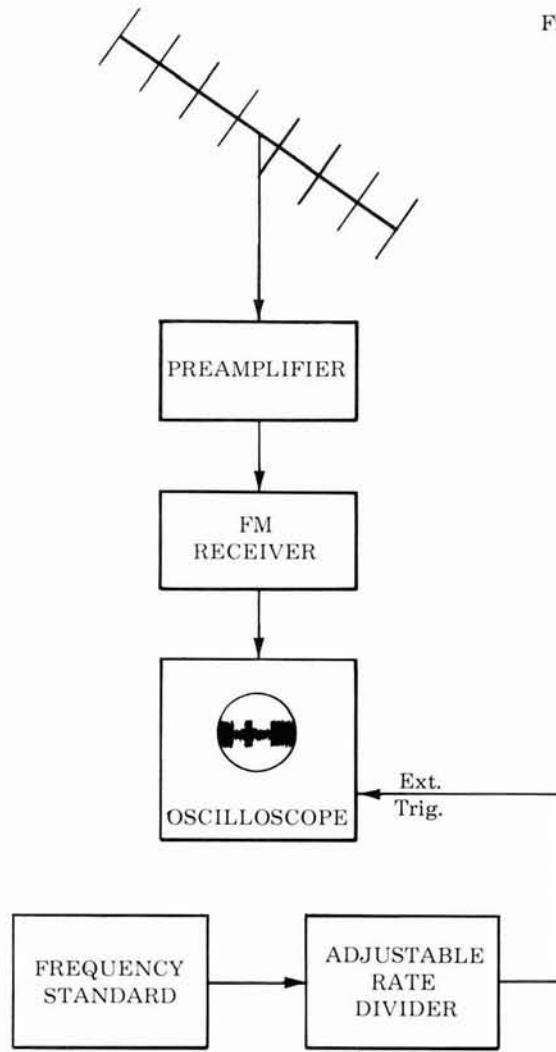 PREAMPLIFIER
FM
RECEIVER
OSCILLOSCOPE
Ext.
Trig.
FREQUENCY
STANDARD
ADJUSTABLE
RATE
DIVIDER